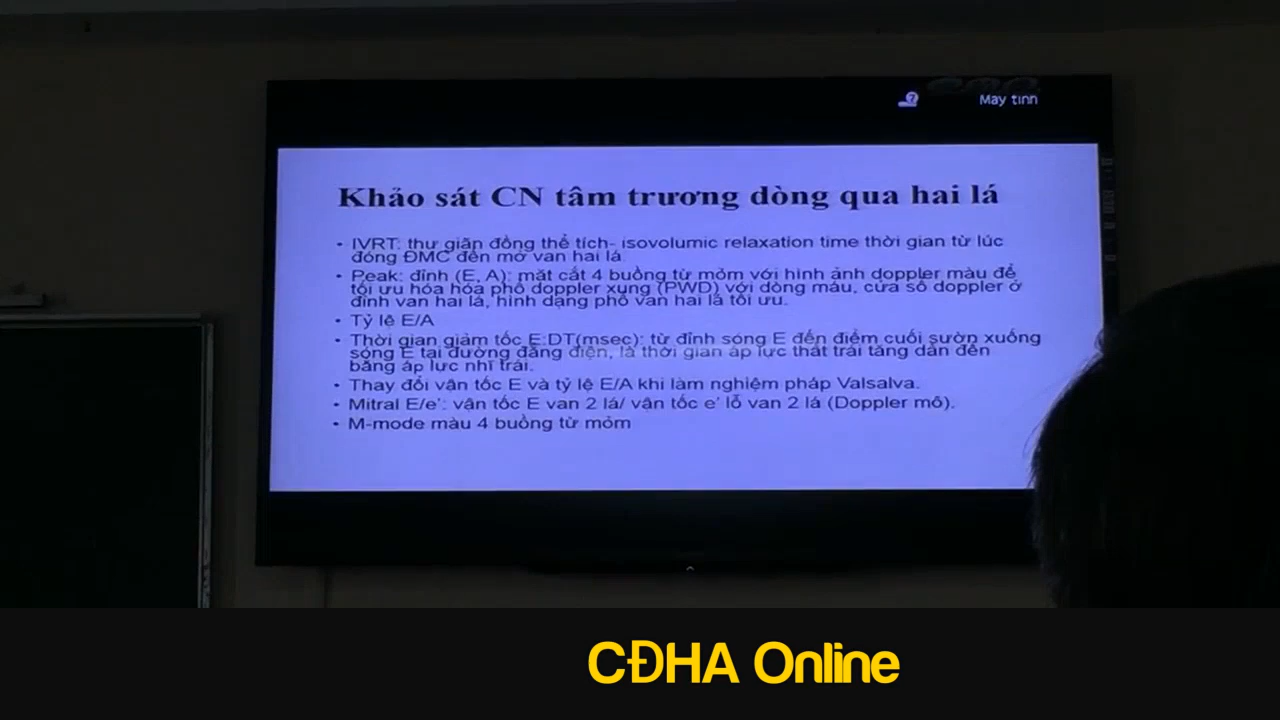 May tinh
Khảo sát CN tâm trương dòng qua hai lá
• IVRT: thư giãn đồng thể tích- isovolumic relaxation time thời gian từ lúc
đóng ĐMC đến mở van hai lá.
• Peak: đỉnh (E, A): mặt cắt 4 buồng từ mỏm với hình ảnh doppler màu để
tối ưu hóa hóa phổ doppler xung (PWD) với dòng máu, cửa sổ doppler ở
đỉnh van hai lá, hình dạng phổ van hai lá tối ưu.
• Tỷ lệ E/A
• Thời gian giảm tốc E:DT(msec): từ đỉnh sóng E đến điểm cuối sườn xuống
sóng E tại đường đẳng điện, là thời gian áp lực thất trái tăng dần đến
bằng áp lực nhĩ trái.
• Thay đổi vận tốc E và tỷ lệ E/A khi làm nghiệm pháp Valsalva.
• Mitral E/e’: vận tốc E van 2 lá/ vận tốc e’ lỗ van 2 lá (Doppler mô).
• M-mode màu 4 buồng từ mỏm
CĐHA Online